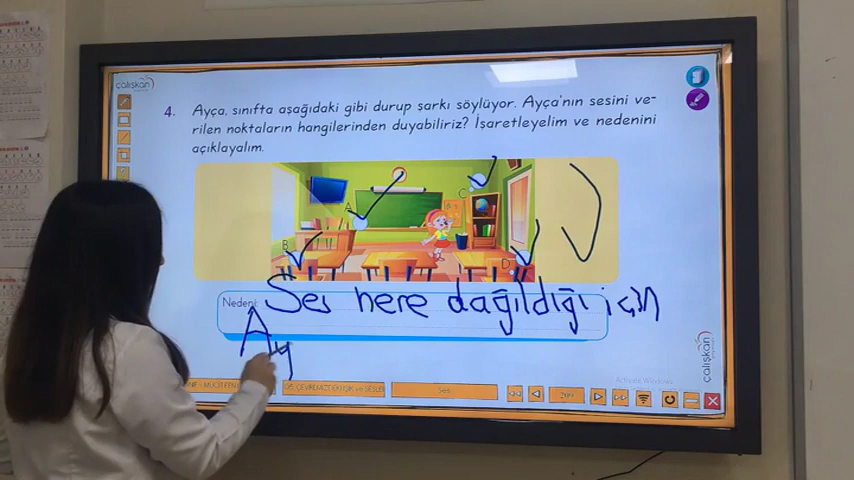 çalışkan
4. Ayça, sınıfta aşağıdaki gibi durup şarkı söylüyor. Ayça'nın sesini ve-
rilen noktaların hangilerinden duyabiliriz? İşaretleyelim ve nedenini
açıklayalım.
A
C
B
D
Nedeni:
Ses here dağıldığı için
Ay
çalışkan
Activate Windows
Ses